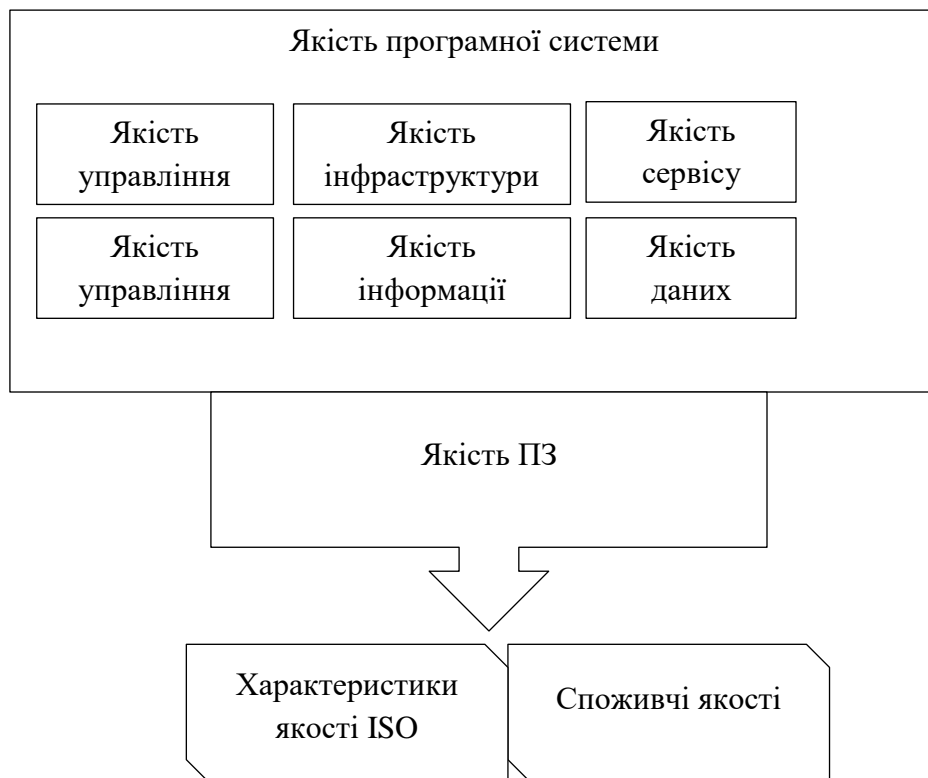 Якість програмної системи
Якість
управління
Якість
інфраструктури
Якість
сервісу
Якість
управління
Якість
інформації
Якість
даних
Якість ПЗ
Характеристики
якості ISO
Споживчі якості